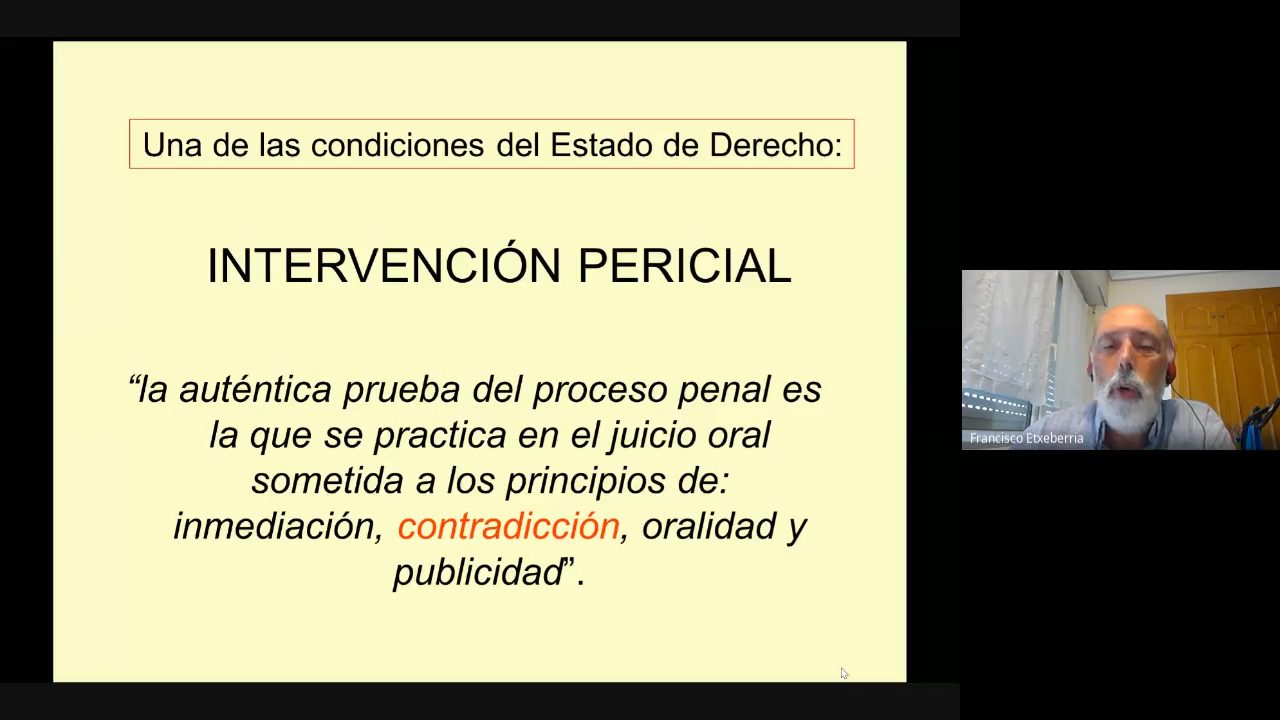 Una de las condiciones del Estado de Derecho:
INTERVENCIÓN PERICIAL
“la auténtica prueba del proceso penal es
la que se practica en el juicio oral
sometida a los principios de:
inmediación, contradicción, oralidad y
publicidad”.
Francisco Etxeberria